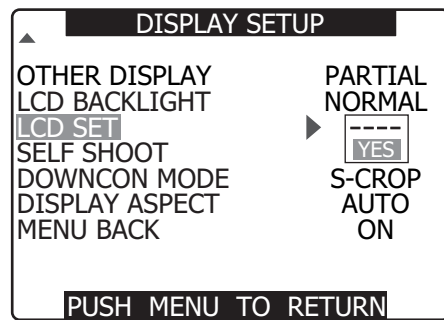 DISPLAY SETUP
OTHER DISPLAY PARTIAL
LCD BACKLIGHT NORMAL
LCD SET ----
YES
SELF SHOOT
DOWNCON MODE S-CROP
DISPLAY ASPECT AUTO
MENU BACK ON
PUSH MENU TO RETURN